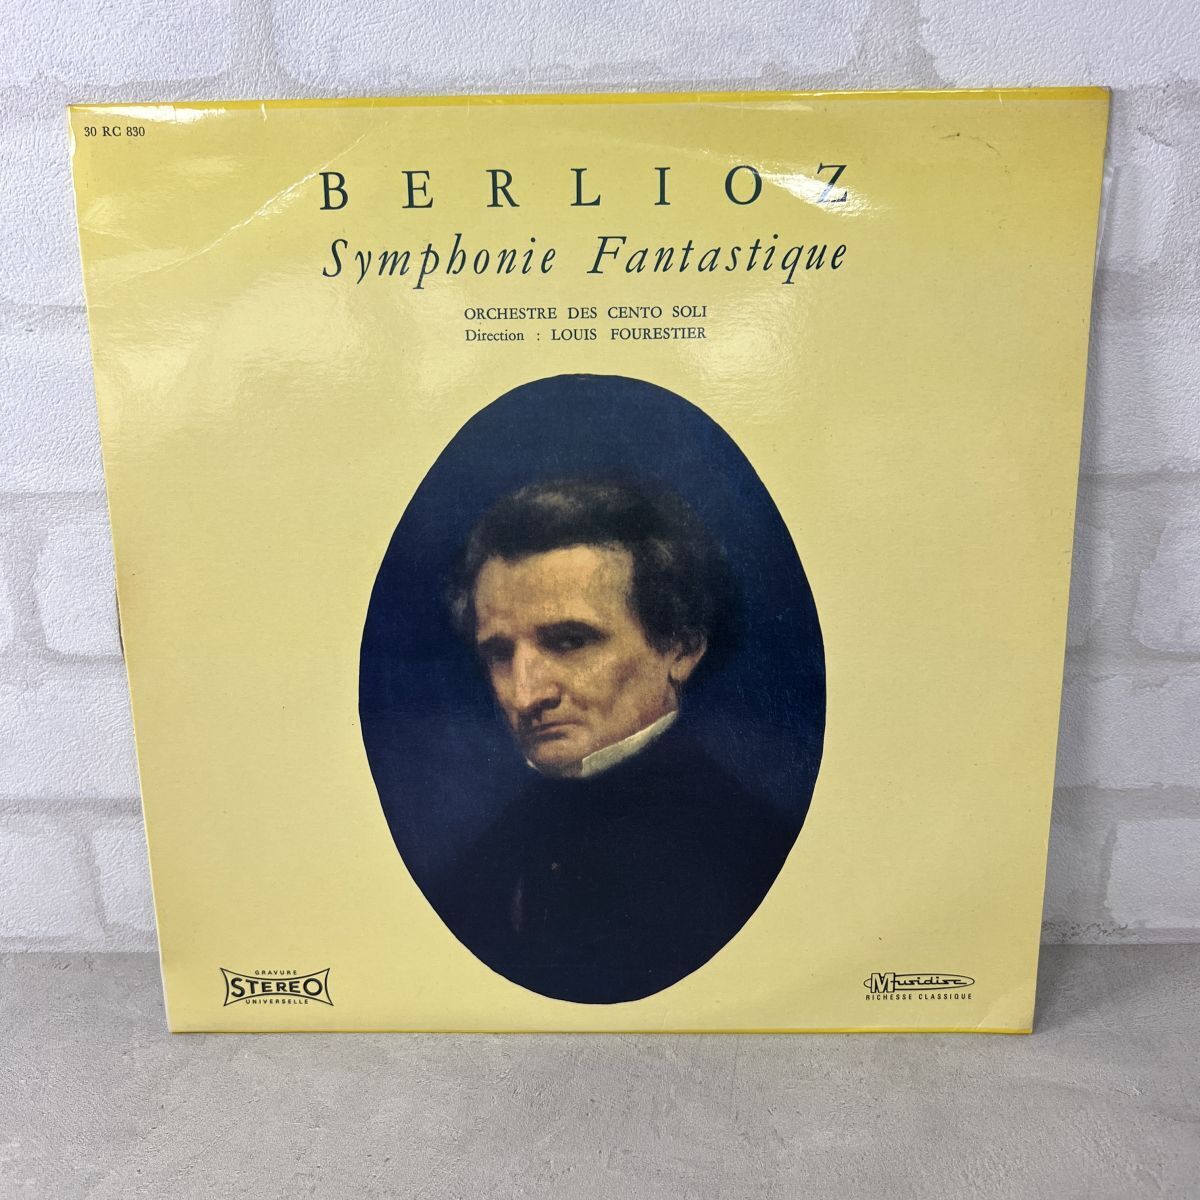 30 RC 830
BERLIOZ
Symphonie Fantastique
ORCHESTRE DES CENTO SOLI
Direction : LOUIS FOURESTIER
GRAVURE
STEREO
UNIVERSELLE
Musidisc
RICHESSE CLASSIQUE